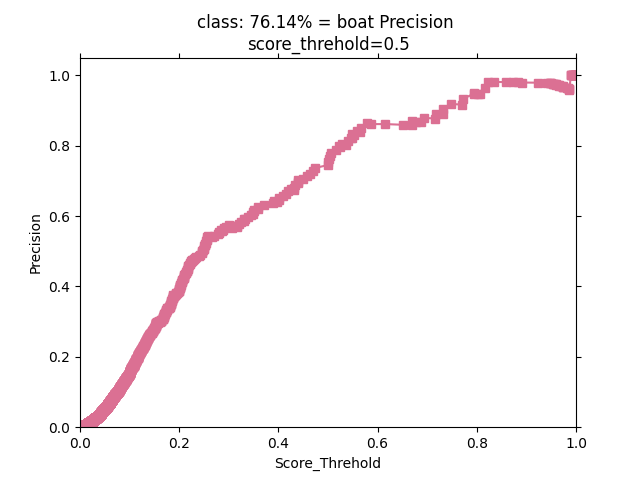 class: 76.14% = boat Precision
score_threhold=0.5
1.0
0.8
0.6
0.4
0.2
0.0
Precision
0.0 0.2 0.4 0.6 0.8 1.0
Score_Threhold